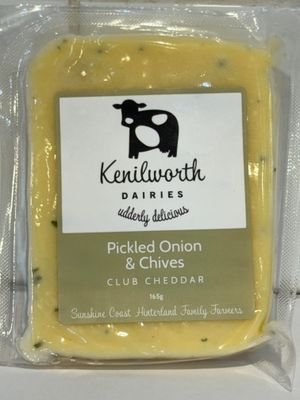 Kenilworth
DAIRIES
udderly delicious
Pickled Onion
& Chives
CLUB CHEDDAR
165g
Sunshine Coast Hinterland Family Farmers